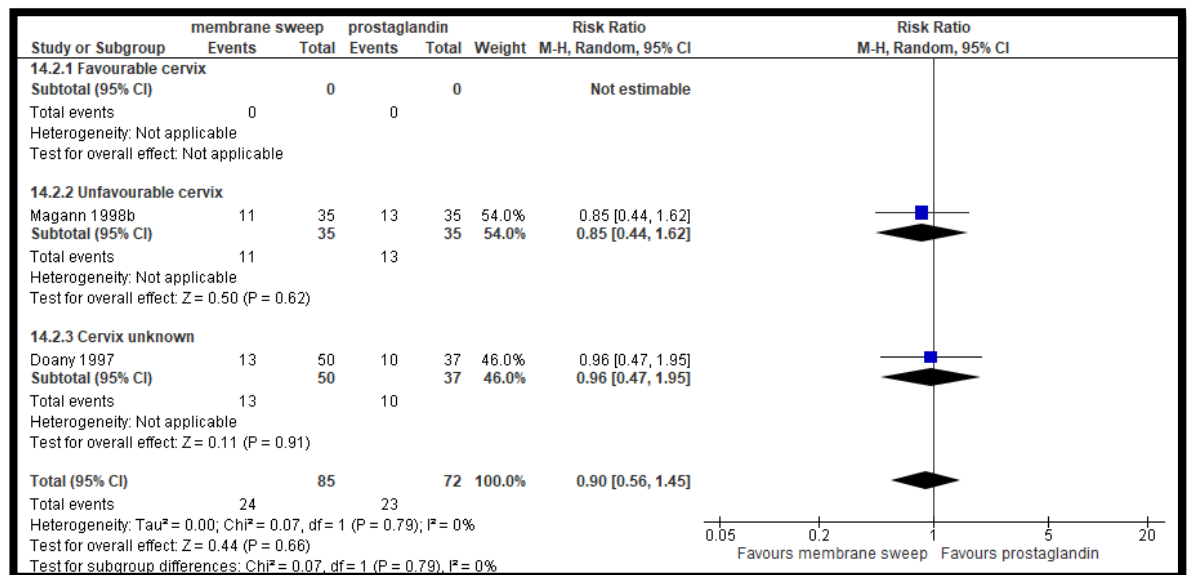 membrane sweep prostaglandin Risk Ratio Risk Ratio
Study or Subgroup Events Total Events Total Weight M-H, Random, 95% CI M-H, Random, 95% CI
14.2.1 Favourable cervix
Subtotal (95% CI) 0 0 Not estimable
Total events 0 0
Heterogeneity: Not applicable
Test for overall effect: Not applicable
14.2.2 Unfavourable cervix
Magann 1998b 11 35 13 35 54.0% 0.85 [0.44, 1.62]
Subtotal (95% CI) 35 35 54.0% 0.85 [0.44, 1.62]
Total events 11 13
Heterogeneity: Not applicable
Test for overall effect: Z = 0.50 (P = 0.62)
14.2.3 Cervix unknown
Doany 1997 13 50 10 37 46.0% 0.96 [0.47, 1.95]
Subtotal (95% CI) 50 37 46.0% 0.96 [0.47, 1.95]
Total events 13 10
Heterogeneity: Not applicable
Test for overall effect: Z = 0.11 (P = 0.91)
Total (95% CI) 85 72 100.0% 0.90 [0.56, 1.45]
Total events 24 23
Heterogeneity: Tau² = 0.00; Chi² = 0.07, df = 1 (P = 0.79); I² = 0%
Test for overall effect: Z = 0.44 (P = 0.66)
Test for subgroup differences: Chi² = 0.07, df = 1 (P = 0.79), I² = 0%
0.05 0.2 1 5 20
Favours membrane sweep Favours prostaglandin